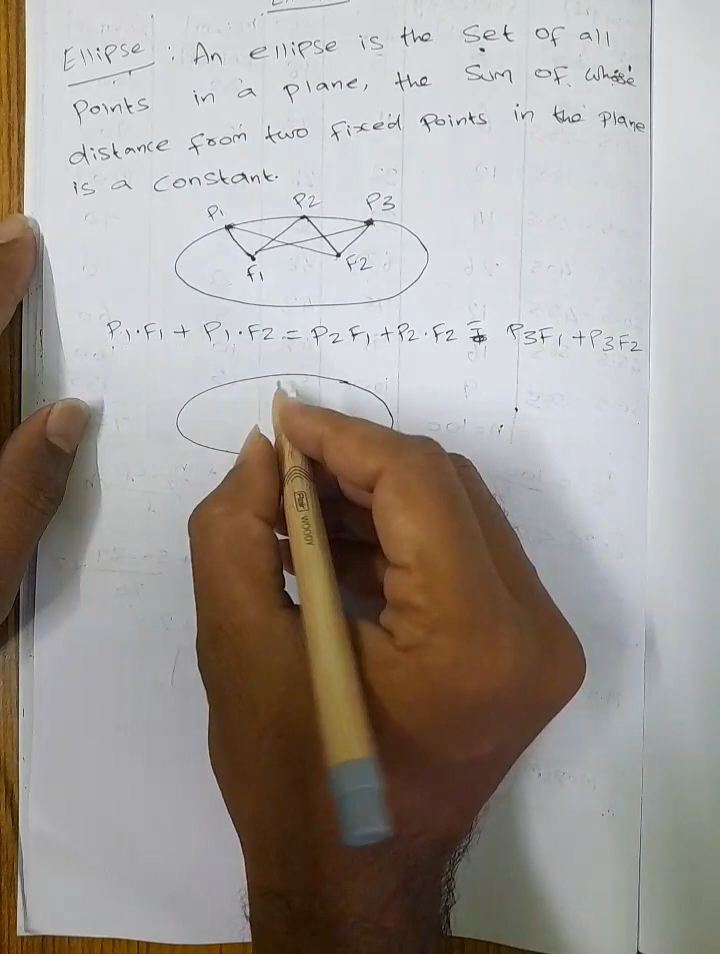 Ellipse : An ellipse is the set of all
Points in a plane, the sum of whose
distance from two fixed points in the plane
is a constant.
P1 P2 P3
F1 F2
P1·F1 + P1·F2 = P2F1 + P2·F2 = P3F1 + P3F2
WOODY